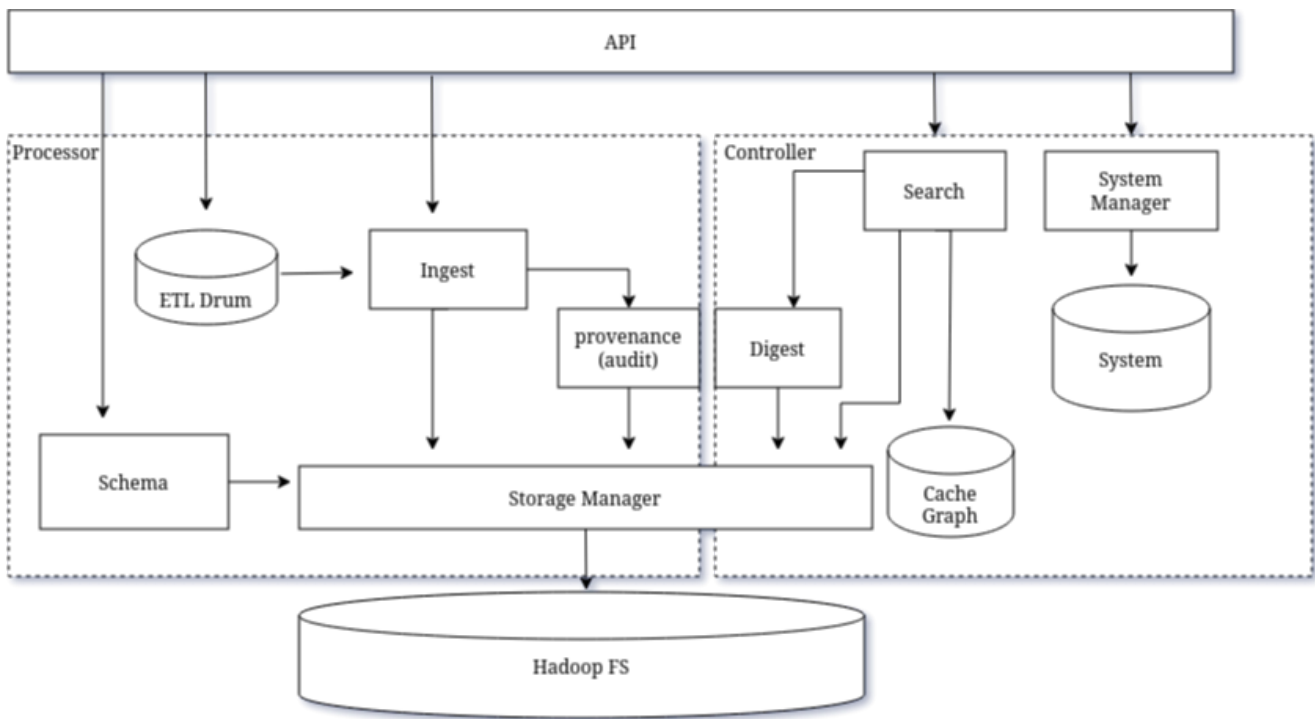 API
Processor
Controller
Search
System
Manager
ETL Drum
Ingest
provenance
(audit)
Digest
System
Schema
Storage Manager
Cache
Graph
Hadoop FS